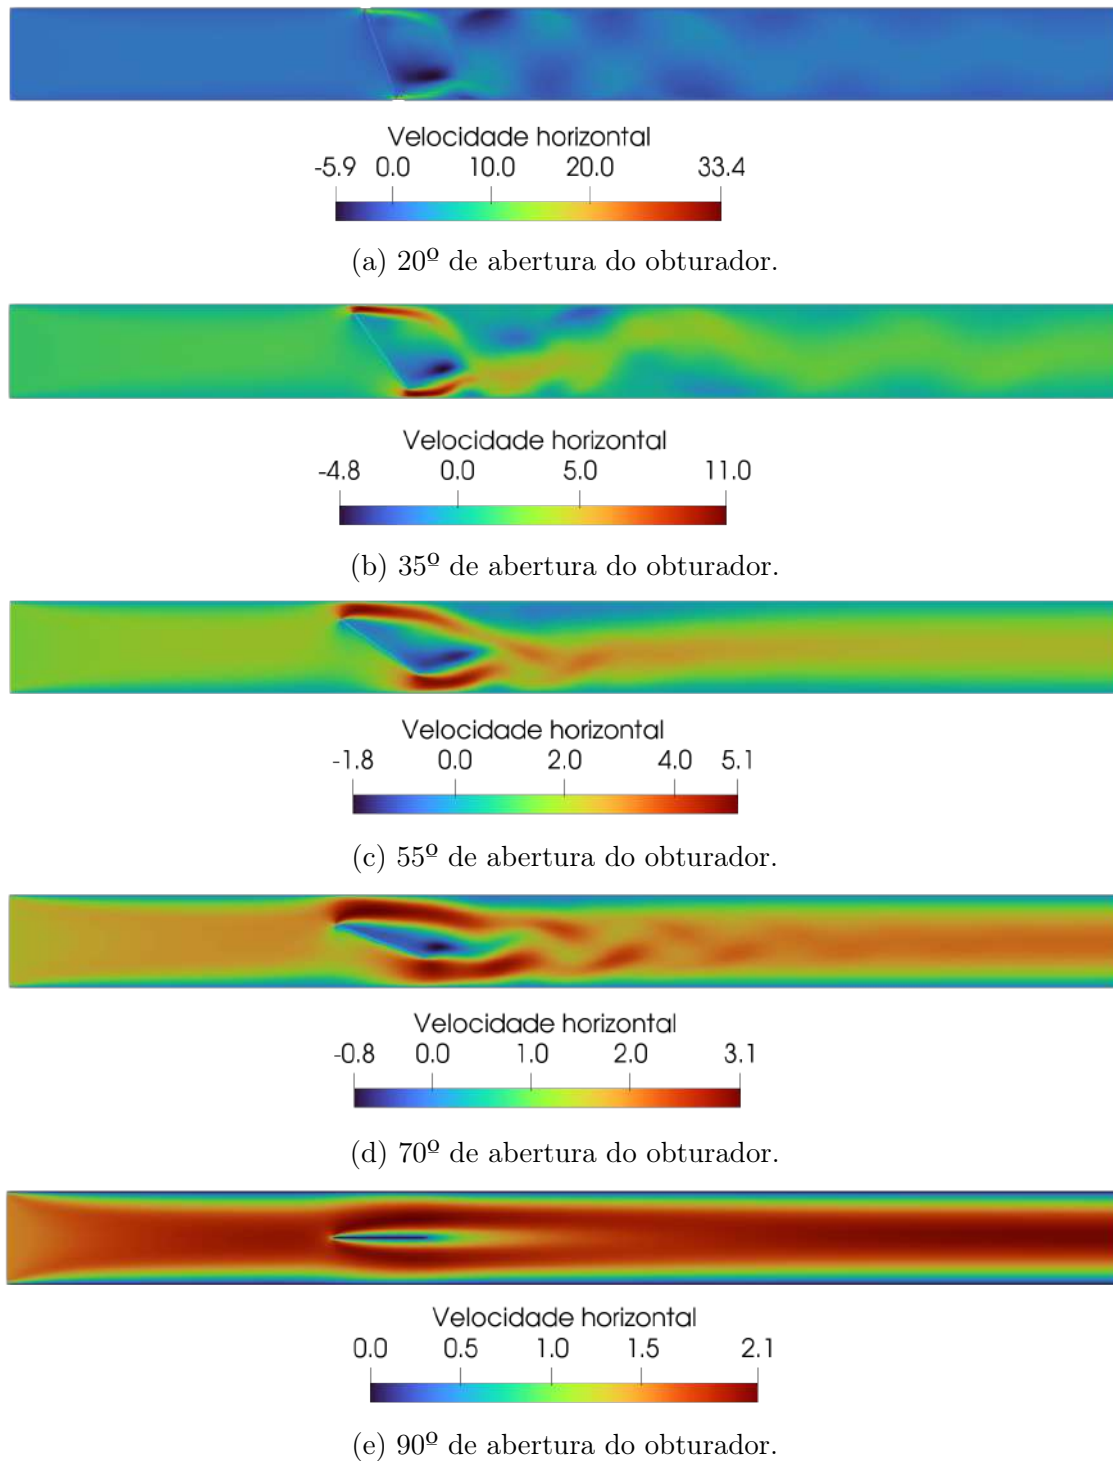 Velocidade horizontal
-5.9 0.0 10.0 20.0 33.4
(a) 20º de abertura do obturador.
Velocidade horizontal
-4.8 0.0 5.0 11.0
(b) 35º de abertura do obturador.
Velocidade horizontal
-1.8 0.0 2.0 4.0 5.1
(c) 55º de abertura do obturador.
Velocidade horizontal
-0.8 0.0 1.0 2.0 3.1
(d) 70º de abertura do obturador.
Velocidade horizontal
0.0 0.5 1.0 1.5 2.1
(e) 90º de abertura do obturador.